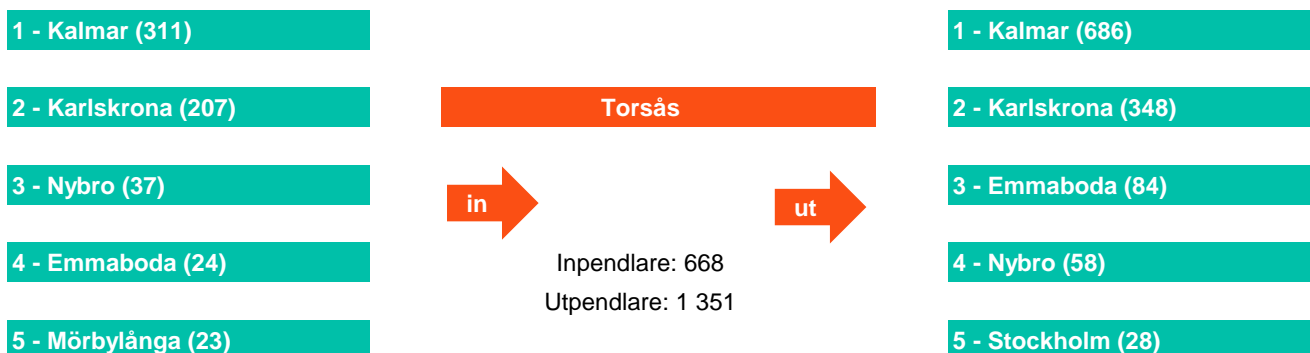 1 - Kalmar (311)
2 - Karlskrona (207)
3 - Nybro (37)
4 - Emmaboda (24)
5 - Mörbylånga (23)
Torsås
in
ut
Inpendlare: 668
Utpendlare: 1 351
1 - Kalmar (686)
2 - Karlskrona (348)
3 - Emmaboda (84)
4 - Nybro (58)
5 - Stockholm (28)